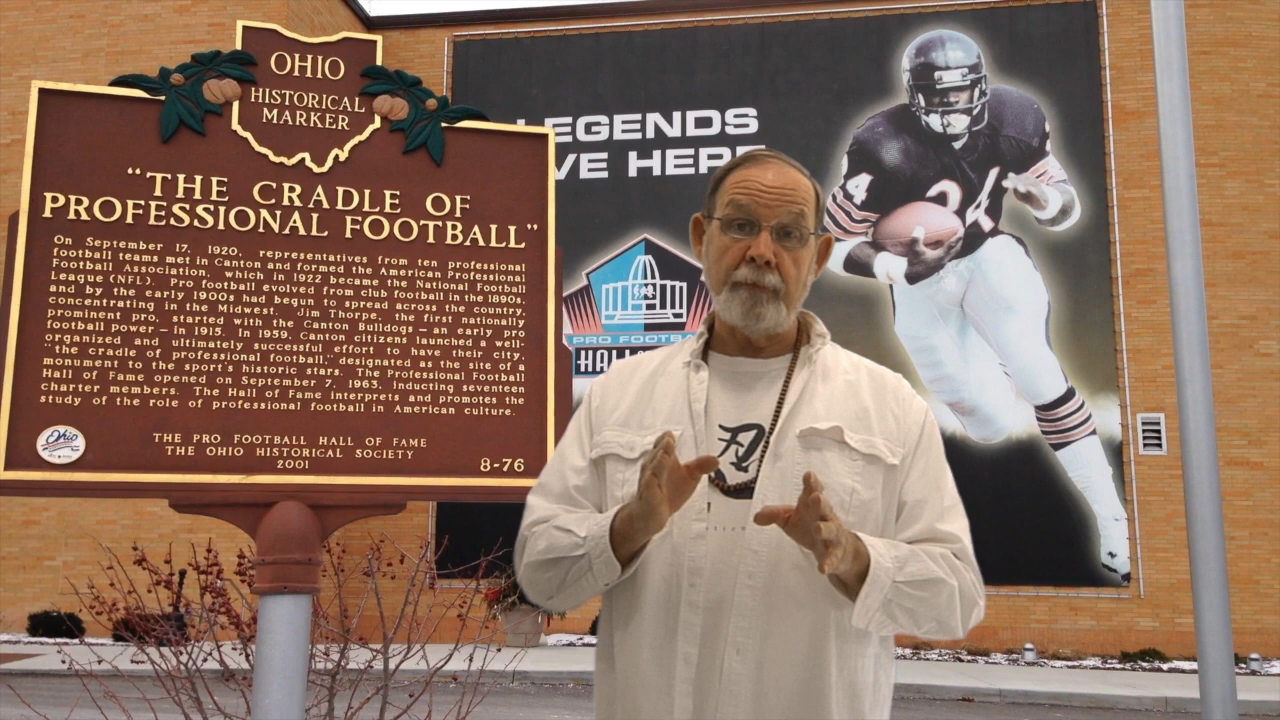 OHIO
HISTORICAL
MARKER
"THE CRADLE OF
PROFESSIONAL FOOTBALL"
On September 17, 1920, representatives from ten professional
football teams met in Canton and formed the American Professional
Football Association, which in 1922 became the National Football
League (NFL). Pro football evolved from club football in the 1890s,
and by the early 1900s had begun to spread across the country,
concentrating in the Midwest. Jim Thorpe, the first nationally
prominent pro, started with the Canton Bulldogs — an early pro
football power — in 1915. In 1959, Canton citizens launched a well-
organized and ultimately successful effort to have their city,
"the cradle of professional football," designated as the site of a
monument to the sport's historic stars. The Professional Football
Hall of Fame opened on September 7, 1963, inducting seventeen
charter members. The Hall of Fame interprets and promotes the
study of the role of professional football in American culture.
Ohio
THE PRO FOOTBALL HALL OF FAME
THE OHIO HISTORICAL SOCIETY
2001
8-76
LEGENDS
VE HERE
PRO FOOTBA
HALL
34
34